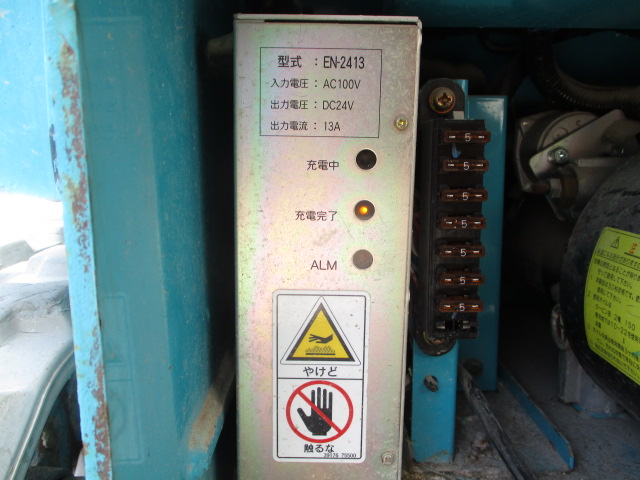 型式 : EN-2413
入力電圧 : AC100V
出力電圧 : DC24V
出力電流 : 13A
充電中
充電完了
ALM
やけど
触るな
39176 75500
5
5
5
5
5
5
5